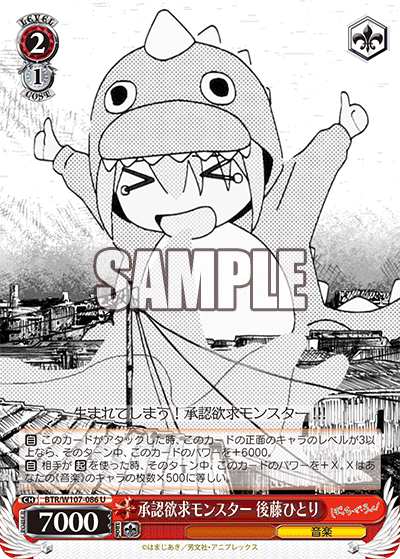 LEVEL
2
1
COST
SAMPLE
生まれてしまう！承認欲求モンスター!!!
自 このカードがアタックした時、このカードの正面のキャラのレベルが3以
上なら、そのターン中、このカードのパワーを+6000。
自 相手が起を使った時、そのターン中、このカードのパワーを+X。Xはあな
たの《音楽》のキャラの枚数×500に等しい。
CH BTR/W107-086 U
7000
承認欲求モンスター 後藤ひとり
ぼっち・ざ・ろっく！
音楽
©はまじあき／芳文社・アニプレックス